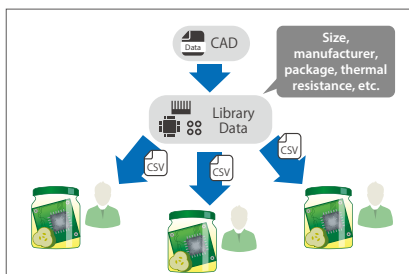 Data
CAD
Size,
manufacturer,
package, thermal
resistance, etc.
Library
Data
CSV
CSV
CSV